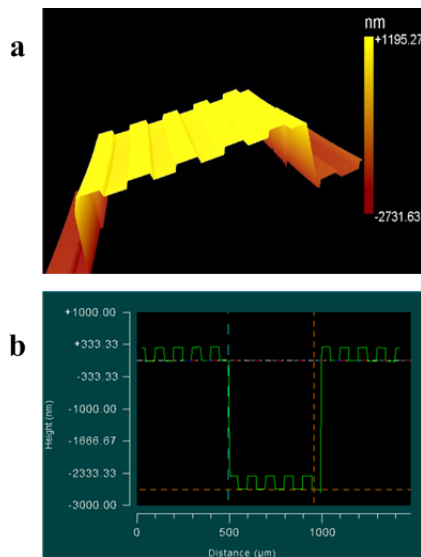 a
nm
+1195.27
-2731.63
b
+1000.00
+333.33
-333.33
-1000.00
-1666.67
-2333.33
-3000.00
Height (nm)
0
500
1000
Distance (µm)